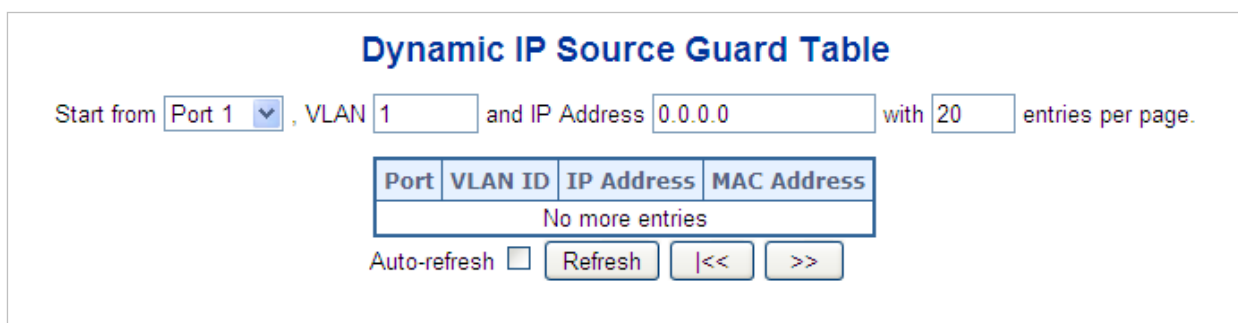 Dynamic IP Source Guard Table
Start from Port 1 , VLAN 1 and IP Address 0.0.0.0 with 20 entries per page.
Port VLAN ID IP Address MAC Address
No more entries
Auto-refresh Refresh |<< >>